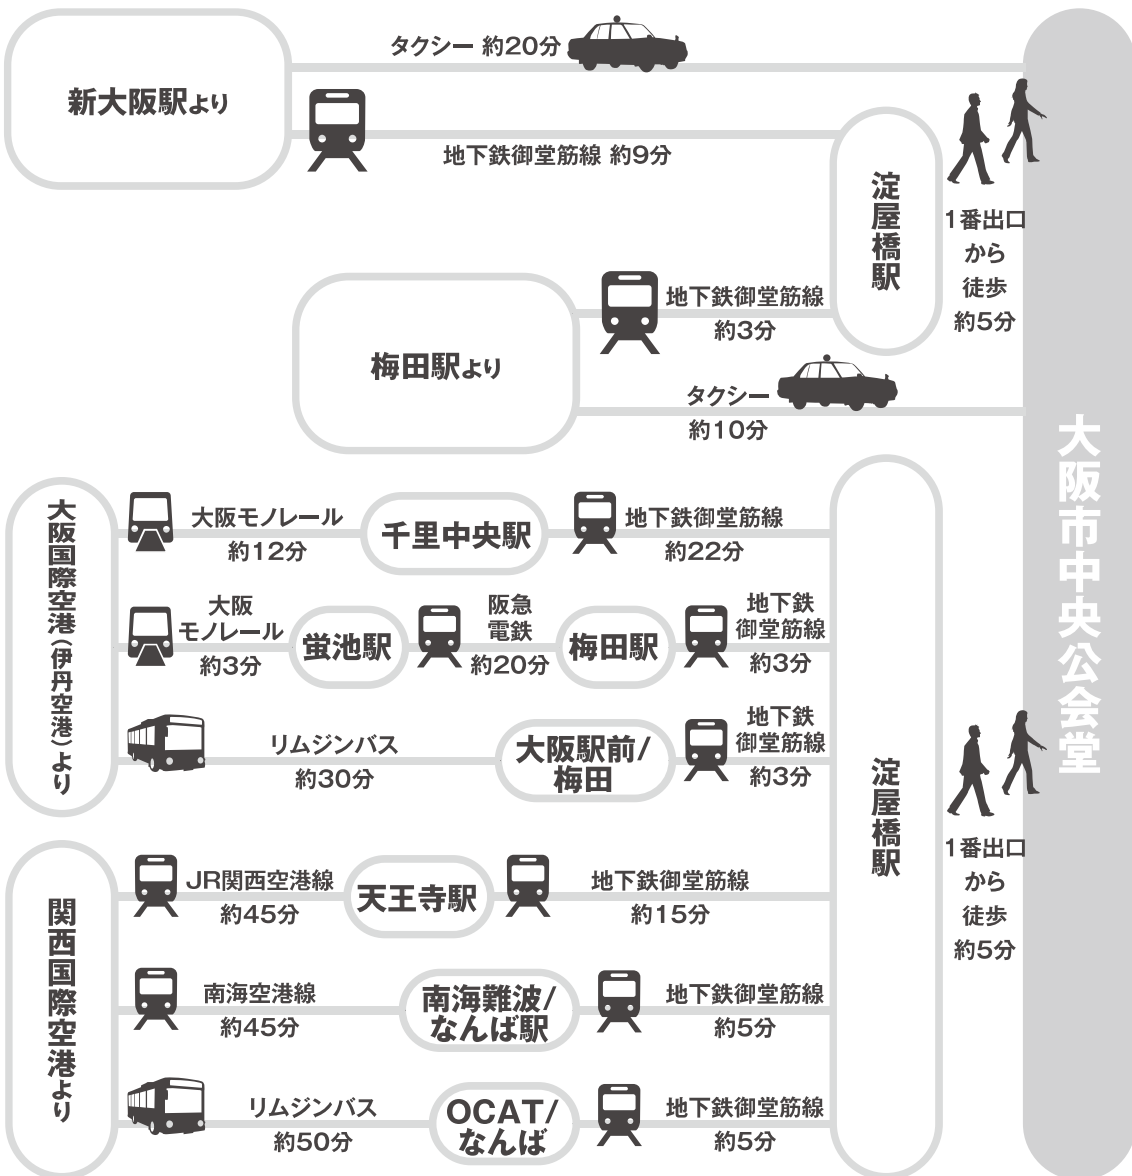 新大阪駅より
タクシー 約20分
地下鉄御堂筋線 約9分
淀屋橋駅
1番出口
から
徒歩
約5分
梅田駅より
地下鉄御堂筋線
約3分
タクシー
約10分
大阪市中央公会堂
大阪国際空港(伊丹空港)より
大阪モノレール
約12分
千里中央駅
地下鉄御堂筋線
約22分
大阪
モノレール
約3分
蛍池駅
阪急
電鉄
約20分
梅田駅
地下鉄
御堂筋線
約3分
リムジンバス
約30分
大阪駅前/
梅田
地下鉄
御堂筋線
約3分
淀屋橋駅
1番出口
から
徒歩
約5分
関西国際空港より
JR関西空港線
約45分
天王寺駅
地下鉄御堂筋線
約15分
南海空港線
約45分
南海難波/
なんば駅
地下鉄御堂筋線
約5分
リムジンバス
約50分
OCAT/
なんば
地下鉄御堂筋線
約5分